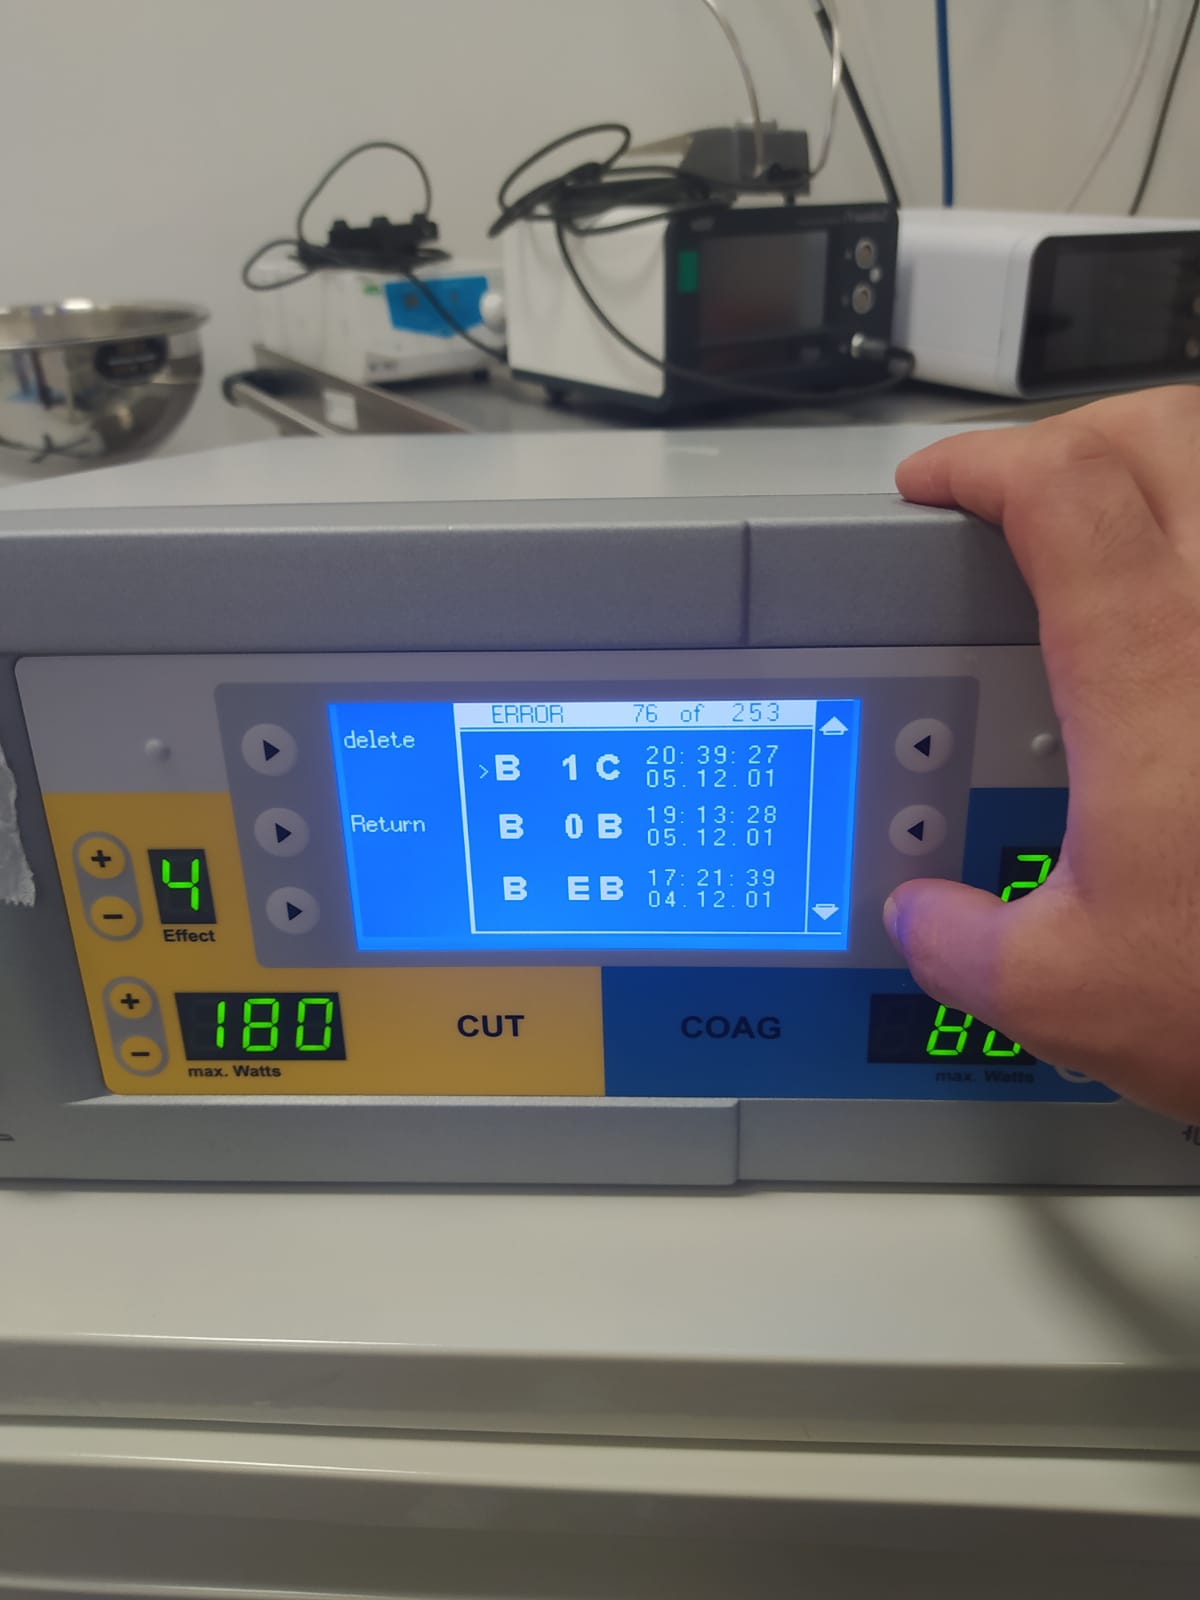 ERROR 76 of 253
delete
>B 1 C 20:39:27
05.12.01
Return
B 0 B 19:13:28
05.12.01
B E B 17:21:39
04.12.01
+
4
−
Effect
+
180
−
max. Watts
CUT
COAG
max. Watts